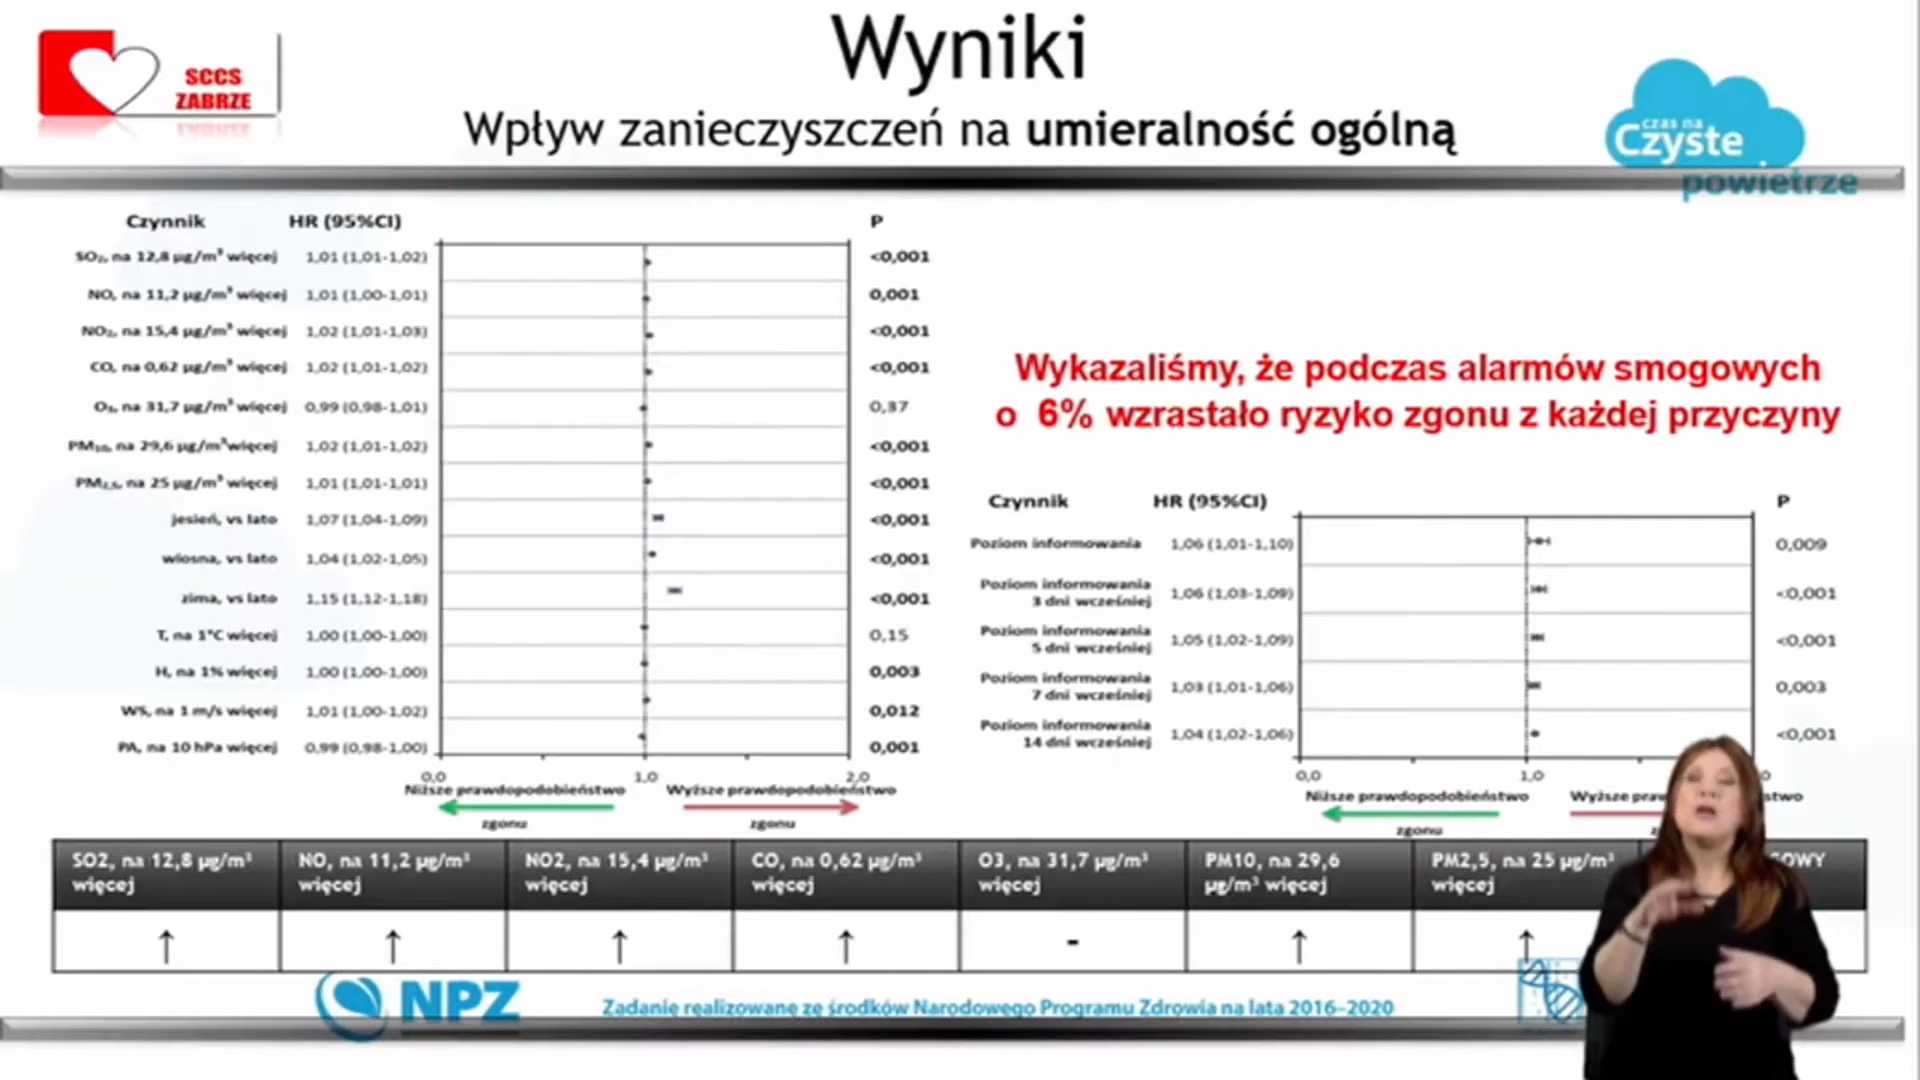 Wyniki
Wpływ zanieczyszczeń na umieralność ogólną
SCCS
ZABRZE
czas na
Czyste
powietrze
Czynnik HR (95%CI) P
SO₂, na 12,8 µg/m³ więcej 1,01 (1,01-1,02) <0,001
NO, na 11,2 µg/m³ więcej 1,01 (1,00-1,01) 0,001
NO₂, na 15,4 µg/m³ więcej 1,02 (1,01-1,03) <0,001
CO, na 0,62 µg/m³ więcej 1,02 (1,01-1,02) <0,001
O₃, na 31,7 µg/m³ więcej 0,99 (0,98-1,01) 0,37
PM₁₀, na 29,6 µg/m³więcej 1,02 (1,01-1,02) <0,001
PM₂,₅, na 25 µg/m³ więcej 1,01 (1,01-1,01) <0,001
jesień, vs lato 1,07 (1,04-1,09) <0,001
wiosna, vs lato 1,04 (1,02-1,05) <0,001
zima, vs lato 1,15 (1,12-1,18) <0,001
T, na 1°C więcej 1,00 (1,00-1,00) 0,15
H, na 1% więcej 1,00 (1,00-1,00) 0,003
WS, na 1 m/s więcej 1,01 (1,00-1,02) 0,012
PA, na 10 hPa więcej 0,99 (0,98-1,00) 0,001
0,0 1,0 2,0
Niższe prawdopodobieństwo Wyższe prawdopodobieństwo
zgonu zgonu
Wykazaliśmy, że podczas alarmów smogowych
o 6% wzrastało ryzyko zgonu z każdej przyczyny
Czynnik HR (95%CI) P
Poziom informowania 1,06 (1,01-1,10) 0,009
Poziom informowania
3 dni wcześniej 1,06 (1,03-1,09) <0,001
Poziom informowania
5 dni wcześniej 1,05 (1,02-1,09) <0,001
Poziom informowania
7 dni wcześniej 1,03 (1,01-1,06) 0,003
Poziom informowania
14 dni wcześniej 1,04 (1,02-1,06) <0,001
0,0 1,0
Niższe prawdopodobieństwo Wyższe
zgonu
SO2, na 12,8 µg/m³ NO, na 11,2 µg/m³ NO2, na 15,4 µg/m³ CO, na 0,62 µg/m³ O3, na 31,7 µg/m³ PM10, na 29,6 PM2,5, na 25 µg/m³
więcej więcej więcej więcej więcej µg/m³ więcej więcej
↑ ↑ ↑ ↑ - ↑ ↑
NPZ
Zadanie realizowane ze środków Narodowego Programu Zdrowia na lata 2016–2020